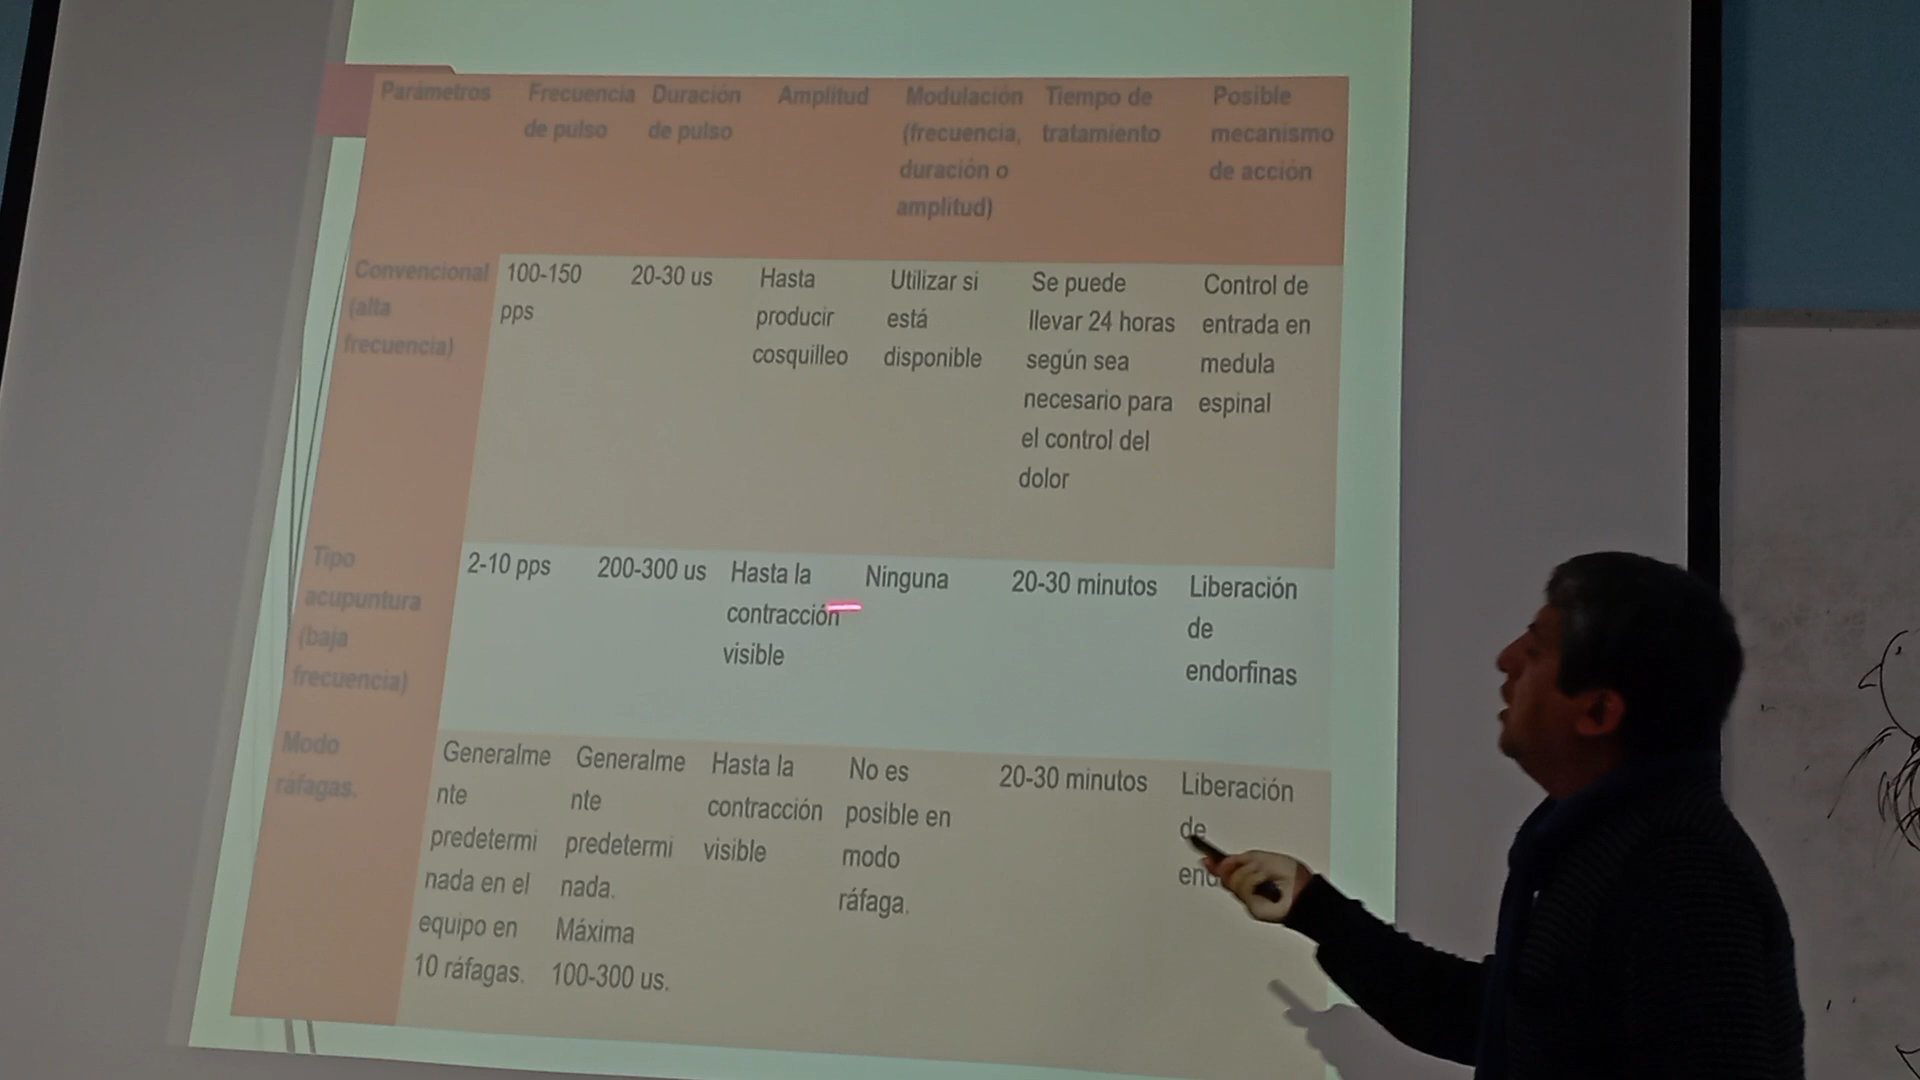 Parámetros
Frecuencia
de pulso
Duración
de pulso
Amplitud
Modulación
(frecuencia,
duración o
amplitud)
Tiempo de
tratamiento
Posible
mecanismo
de acción
Convencional
(alta
frecuencia)
100-150
pps
20-30 us
Hasta
producir
cosquilleo
Utilizar si
está
disponible
Se puede
llevar 24 horas
según sea
necesario para
el control del
dolor
Control de
entrada en
medula
espinal
Tipo
acupuntura
(baja
frecuencia)
2-10 pps
200-300 us
Hasta la
contracción
visible
Ninguna
20-30 minutos
Liberación
de
endorfinas
Modo
ráfagas.
Generalme
nte
predetermi
nada en el
equipo en
10 ráfagas.
Generalme
nte
predetermi
nada.
Máxima
100-300 us.
Hasta la
contracción
visible
No es
posible en
modo
ráfaga.
20-30 minutos
Liberación
de